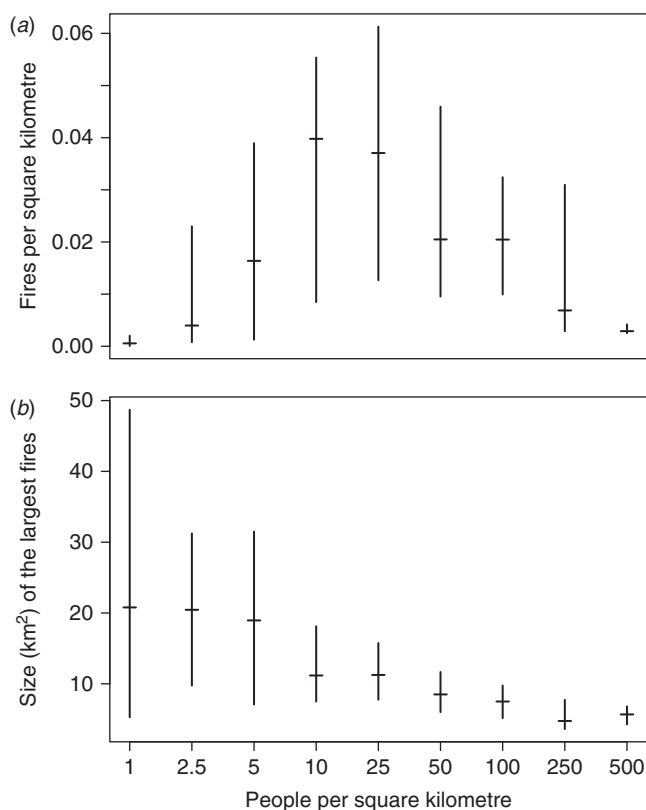 (a)
Fires per square kilometre
0.06
0.04
0.02
0.00
(b)
Size (km²) of the largest fires
50
40
30
20
10
1 2.5 5 10 25 50 100 250 500
People per square kilometre